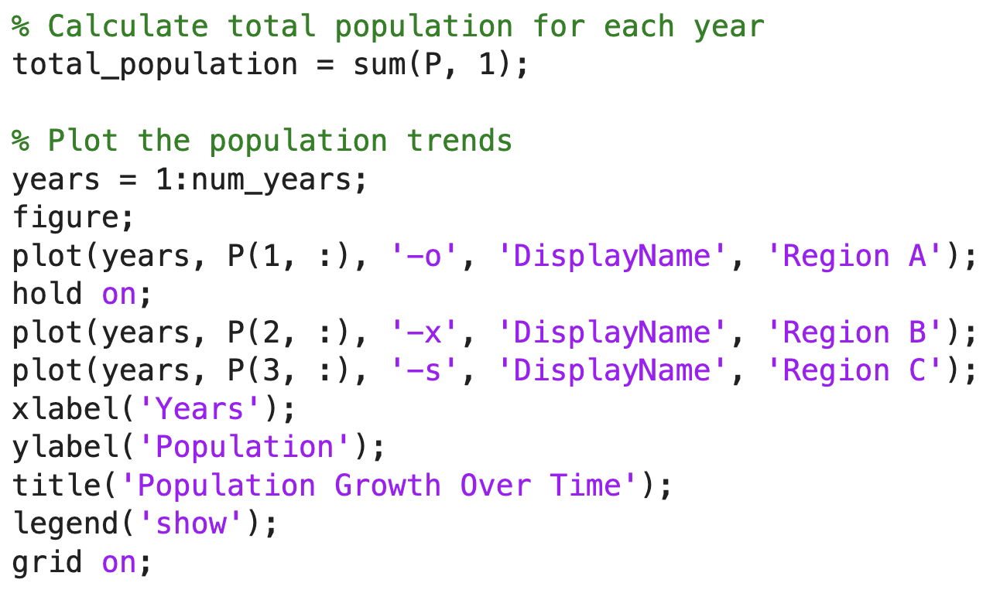 % Calculate total population for each year
total_population = sum(P, 1);
% Plot the population trends
years = 1:num_years;
figure;
plot(years, P(1, :), '-o', 'DisplayName', 'Region A');
hold on;
plot(years, P(2, :), '-x', 'DisplayName', 'Region B');
plot(years, P(3, :), '-s', 'DisplayName', 'Region C');
xlabel('Years');
ylabel('Population');
title('Population Growth Over Time');
legend('show');
grid on;